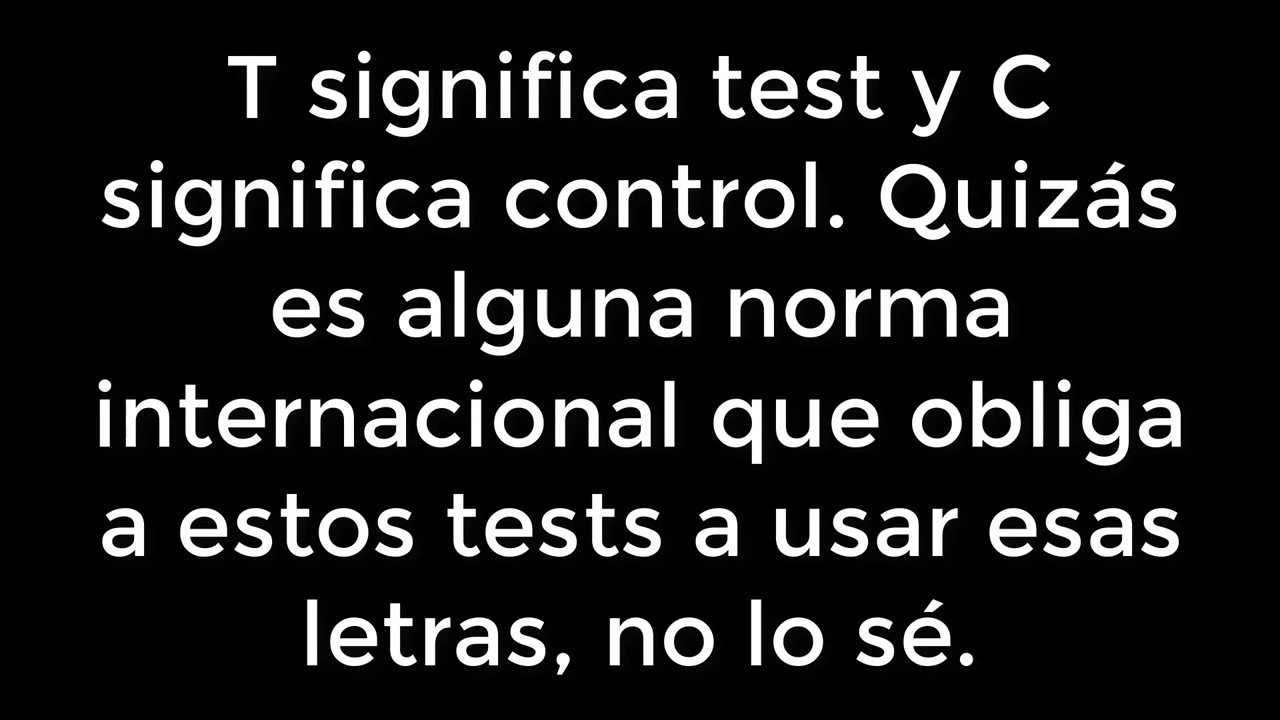 T significa test y C
significa control. Quizás
es alguna norma
internacional que obliga
a estos tests a usar esas
letras, no lo sé.